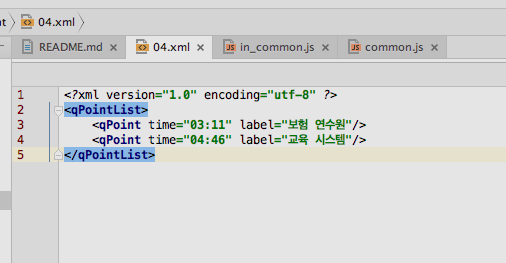 nt 04.xml
README.md 04.xml in_common.js common.js
1 <?xml version="1.0" encoding="utf-8" ?>
2 <qPointList>
3 <qPoint time="03:11" label="보험 연수원"/>
4 <qPoint time="04:46" label="교육 시스템"/>
5 </qPointList>